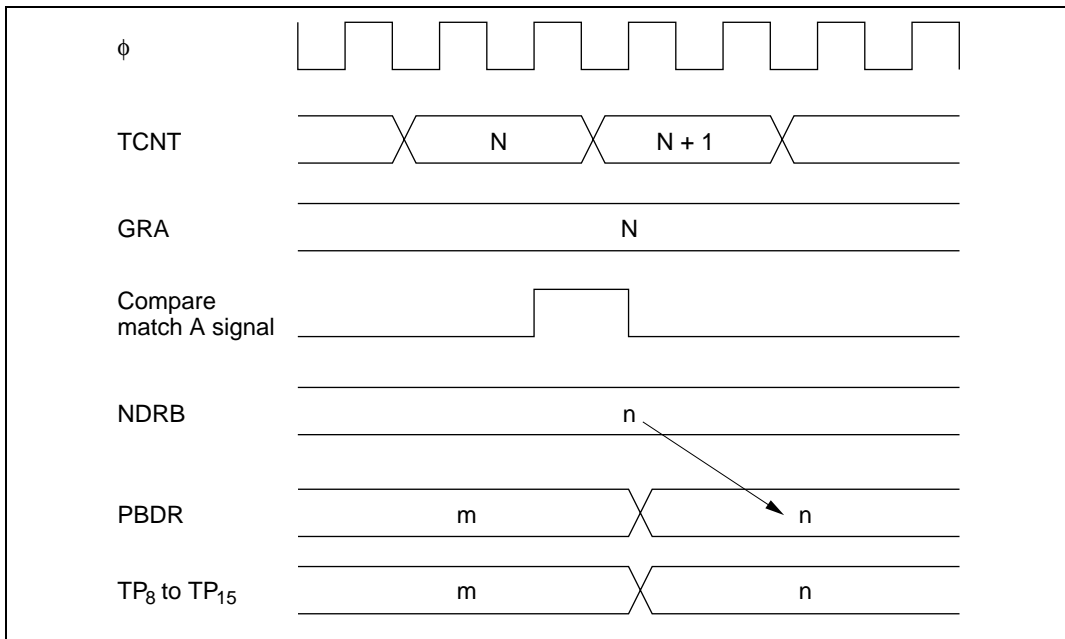 φ
TCNT N N + 1
GRA N
Compare
match A signal
NDRB n
PBDR m n
TP8 to TP15 m n